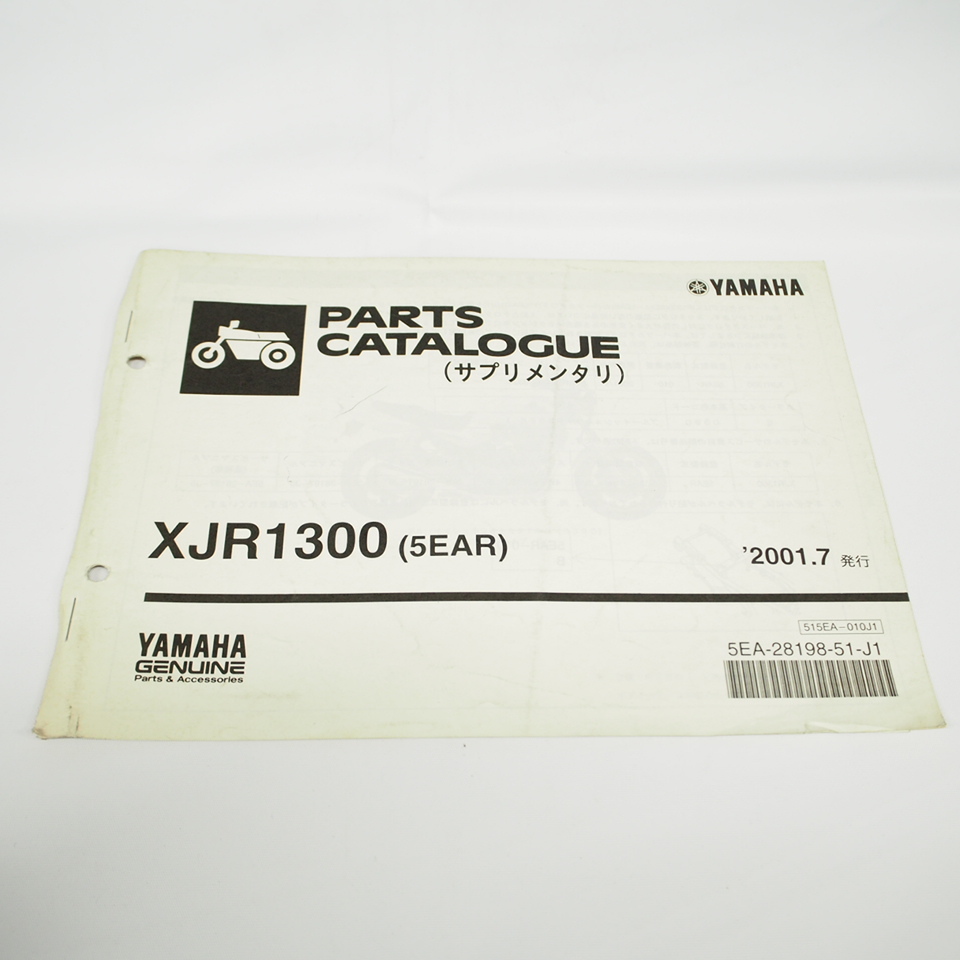 YAMAHA
PARTS
CATALOGUE
(サプリメンタリ)
XJR1300 (5EAR)
'2001.7 発行
515EA-010J1
5EA-28198-51-J1
YAMAHA
GENUINE
Parts & Accessories